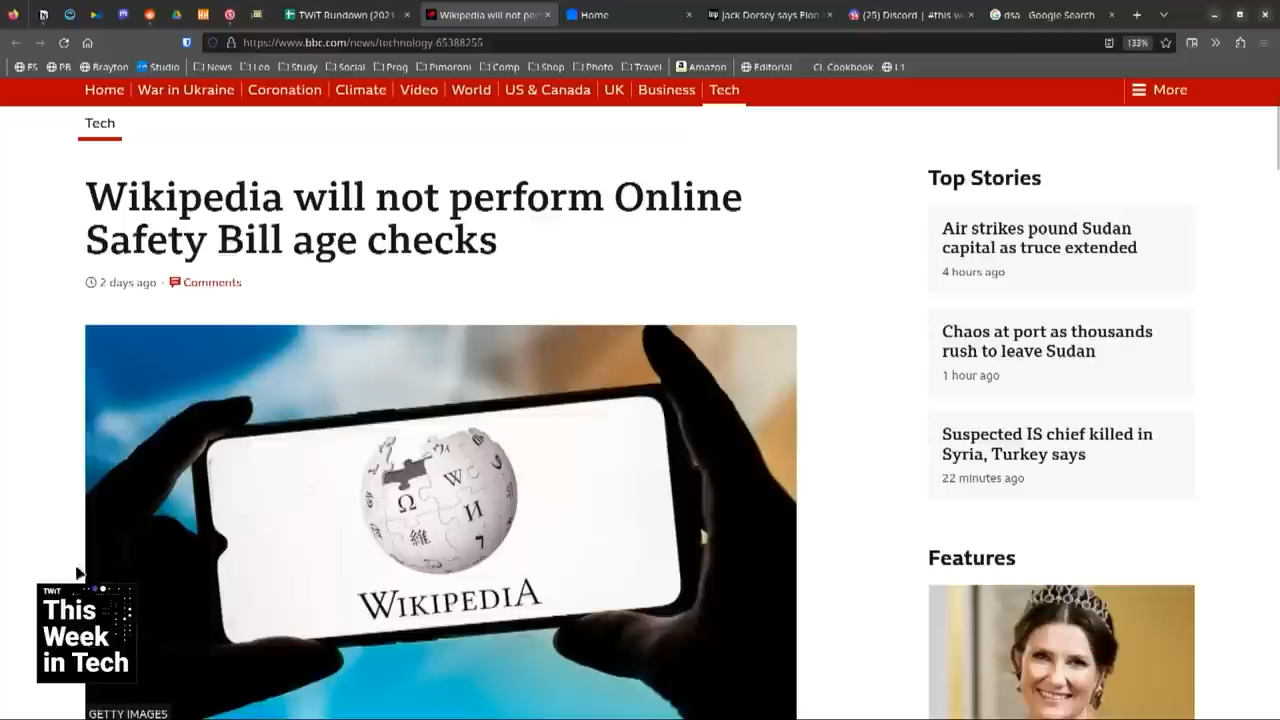 TWiT Rundown (2021
Wikipedia will not per
Home
Jack Dorsey says Elon
(25) Discord | #this w
dsa - Google Search
https://www.bbc.com/news/technology-65388255
133%
ES
PB
Brayton
Studio
News
Leo
Study
Social
Prog
Pimoroni
Comp
Shop
Photo
Travel
Amazon
Editorial
CL Cookbook
L1
Home
War in Ukraine
Coronation
Climate
Video
World
US & Canada
UK
Business
Tech
More
Tech
Wikipedia will not perform Online
Safety Bill age checks
2 days ago
Comments
WIKIPEDIA
Ω
W
И
維
GETTY IMAGES
TWiT
This
Week
in Tech
Top Stories
Air strikes pound Sudan
capital as truce extended
4 hours ago
Chaos at port as thousands
rush to leave Sudan
1 hour ago
Suspected IS chief killed in
Syria, Turkey says
22 minutes ago
Features